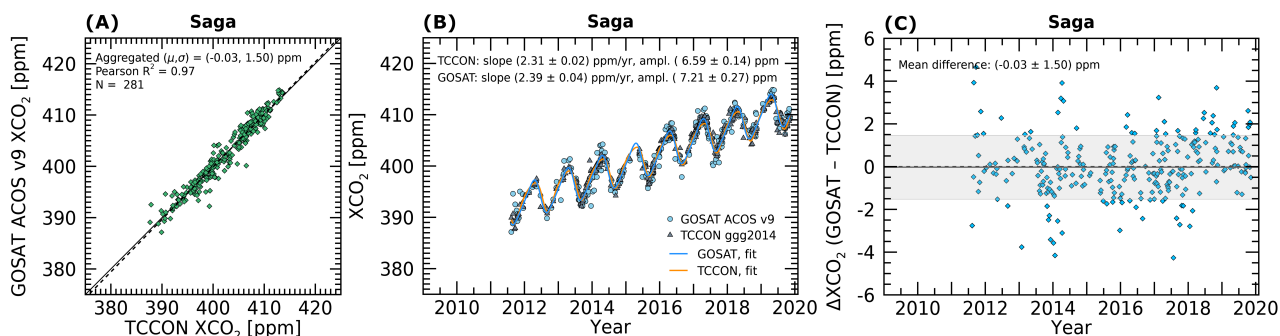 (A) Saga
Aggregated (μ,σ) = (-0.03, 1.50) ppm
Pearson R² = 0.97
N = 281
GOSAT ACOS v9 XCO₂ [ppm]
420
410
400
390
380
380 390 400 410 420
TCCON XCO₂ [ppm]
(B) Saga
TCCON: slope (2.31 ± 0.02) ppm/yr, ampl. ( 6.59 ± 0.14) ppm
GOSAT: slope (2.39 ± 0.04) ppm/yr, ampl. ( 7.21 ± 0.27) ppm
XCO₂ [ppm]
420
410
400
390
380
GOSAT ACOS v9
TCCON ggg2014
GOSAT, fit
TCCON, fit
2010 2012 2014 2016 2018 2020
Year
(C) Saga
Mean difference: (-0.03 ± 1.50) ppm
ΔXCO₂ (GOSAT − TCCON) [ppm]
6
4
2
0
-2
-4
-6
2010 2012 2014 2016 2018 2020
Year